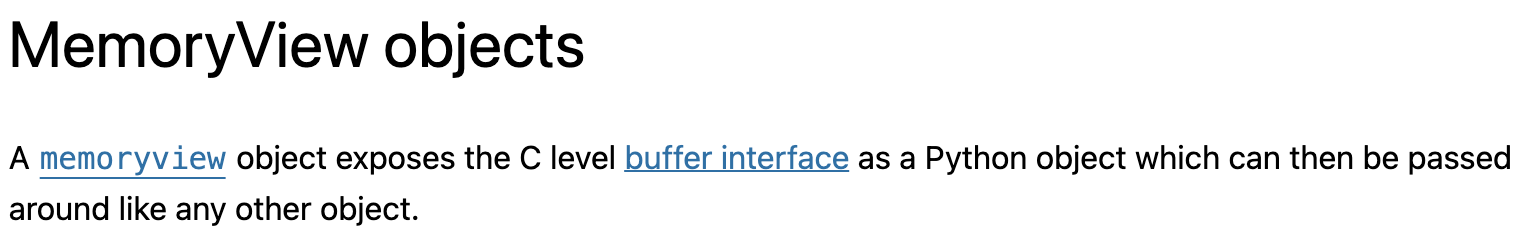 MemoryView objects
A memoryview object exposes the C level buffer interface as a Python object which can then be passed
around like any other object.